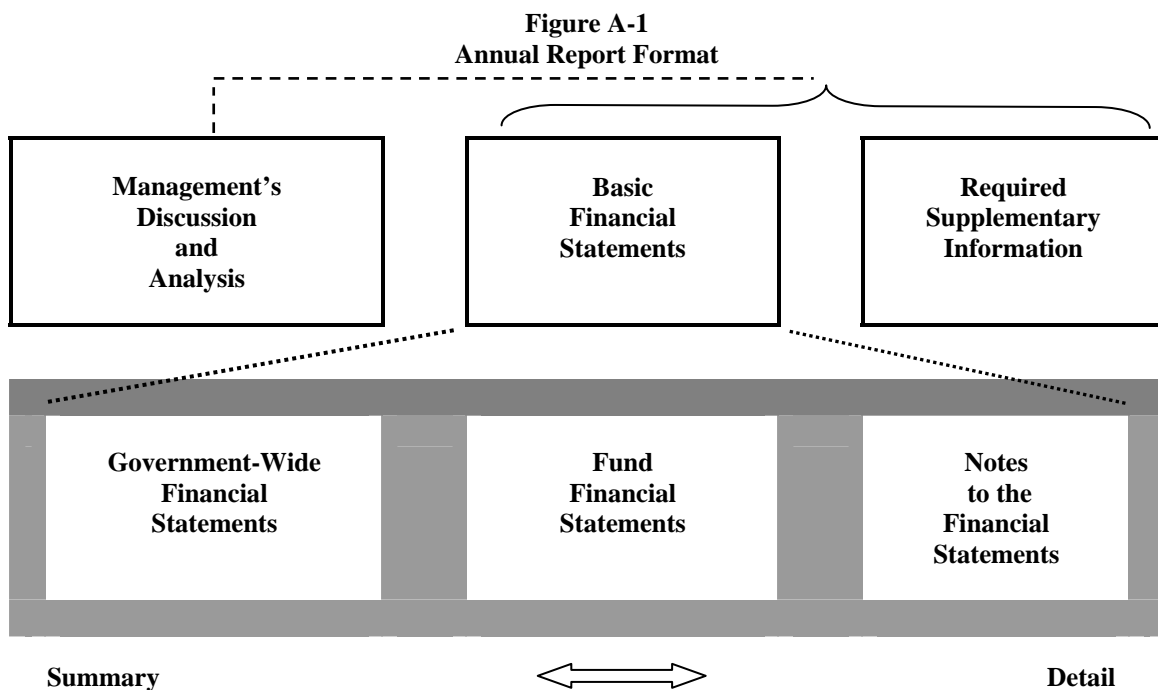 Figure A-1
Annual Report Format
Management’s
Discussion
and
Analysis
Basic
Financial
Statements
Required
Supplementary
Information
Government-Wide
Financial
Statements
Fund
Financial
Statements
Notes
to the
Financial
Statements
Summary
Detail